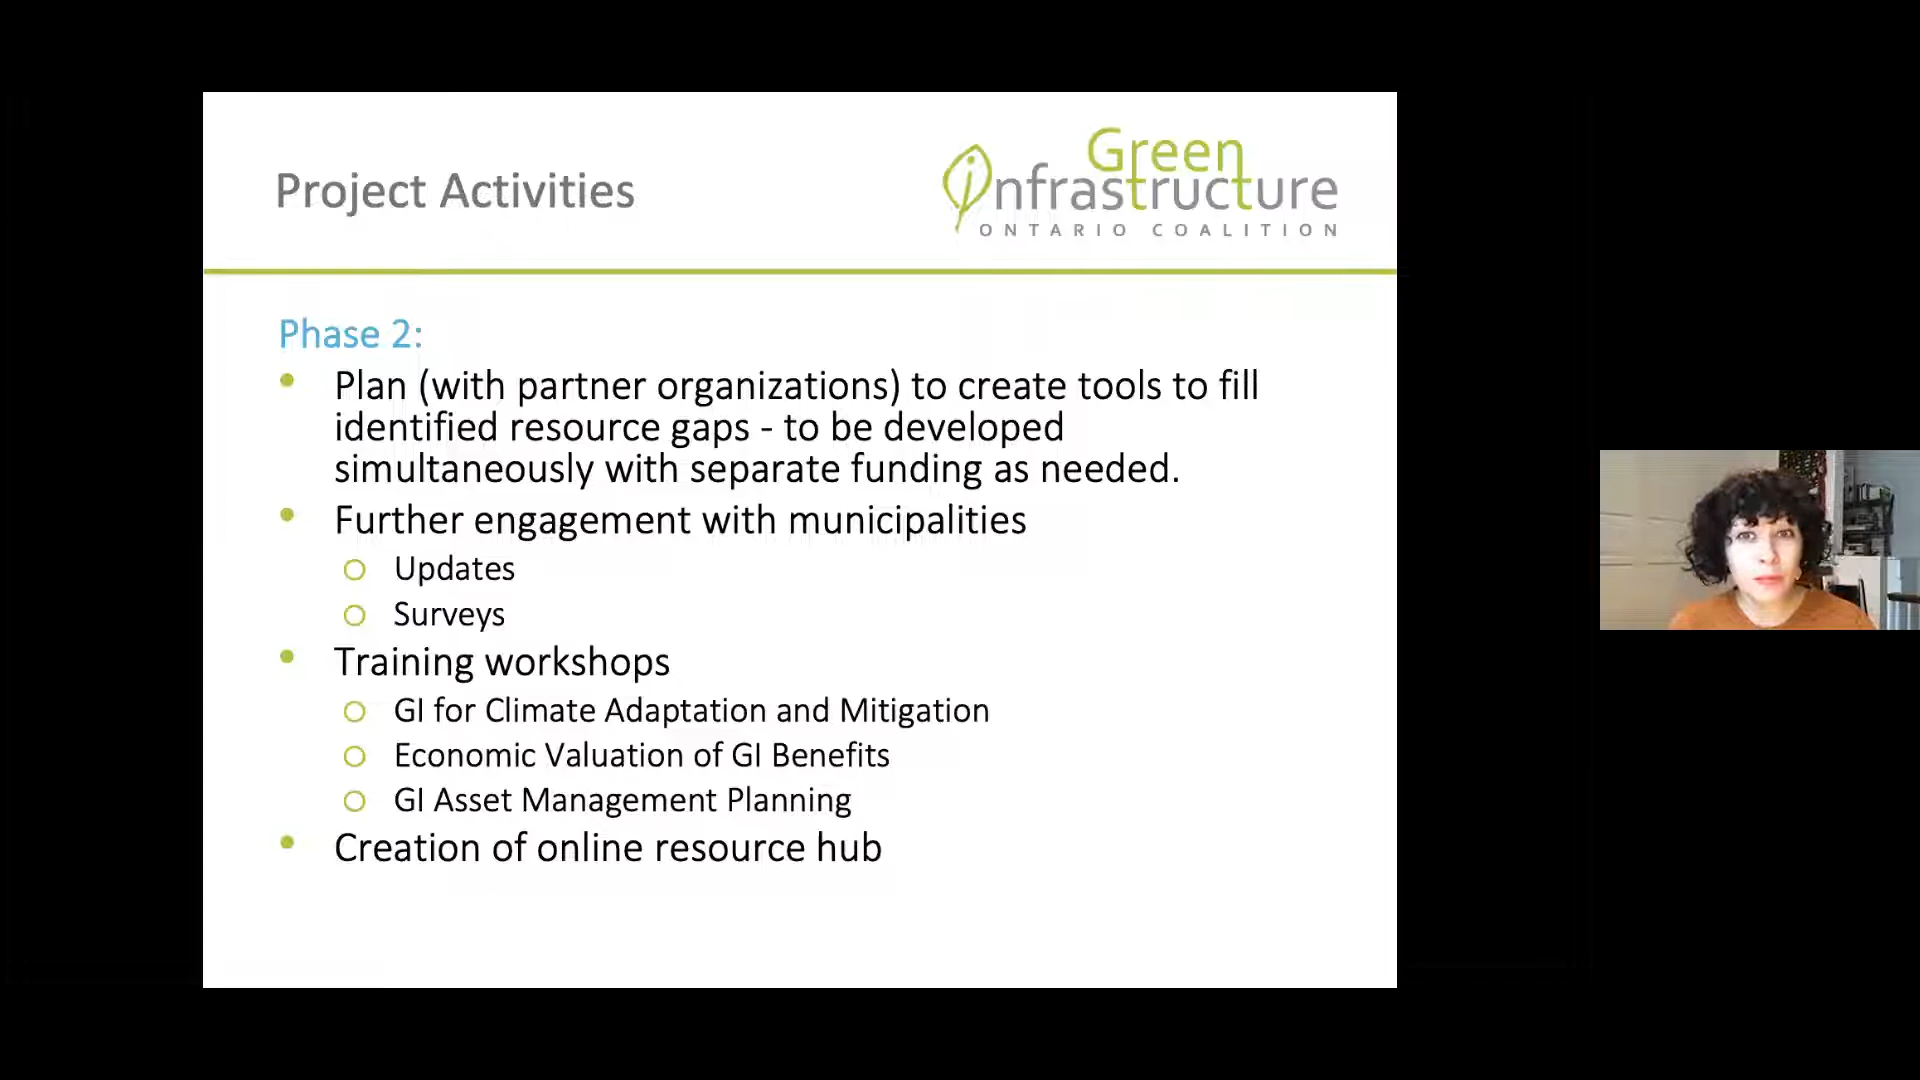 Project Activities
Green
infrastructure
ONTARIO COALITION
Phase 2:
• Plan (with partner organizations) to create tools to fill
identified resource gaps - to be developed
simultaneously with separate funding as needed.
• Further engagement with municipalities
○ Updates
○ Surveys
• Training workshops
○ GI for Climate Adaptation and Mitigation
○ Economic Valuation of GI Benefits
○ GI Asset Management Planning
• Creation of online resource hub